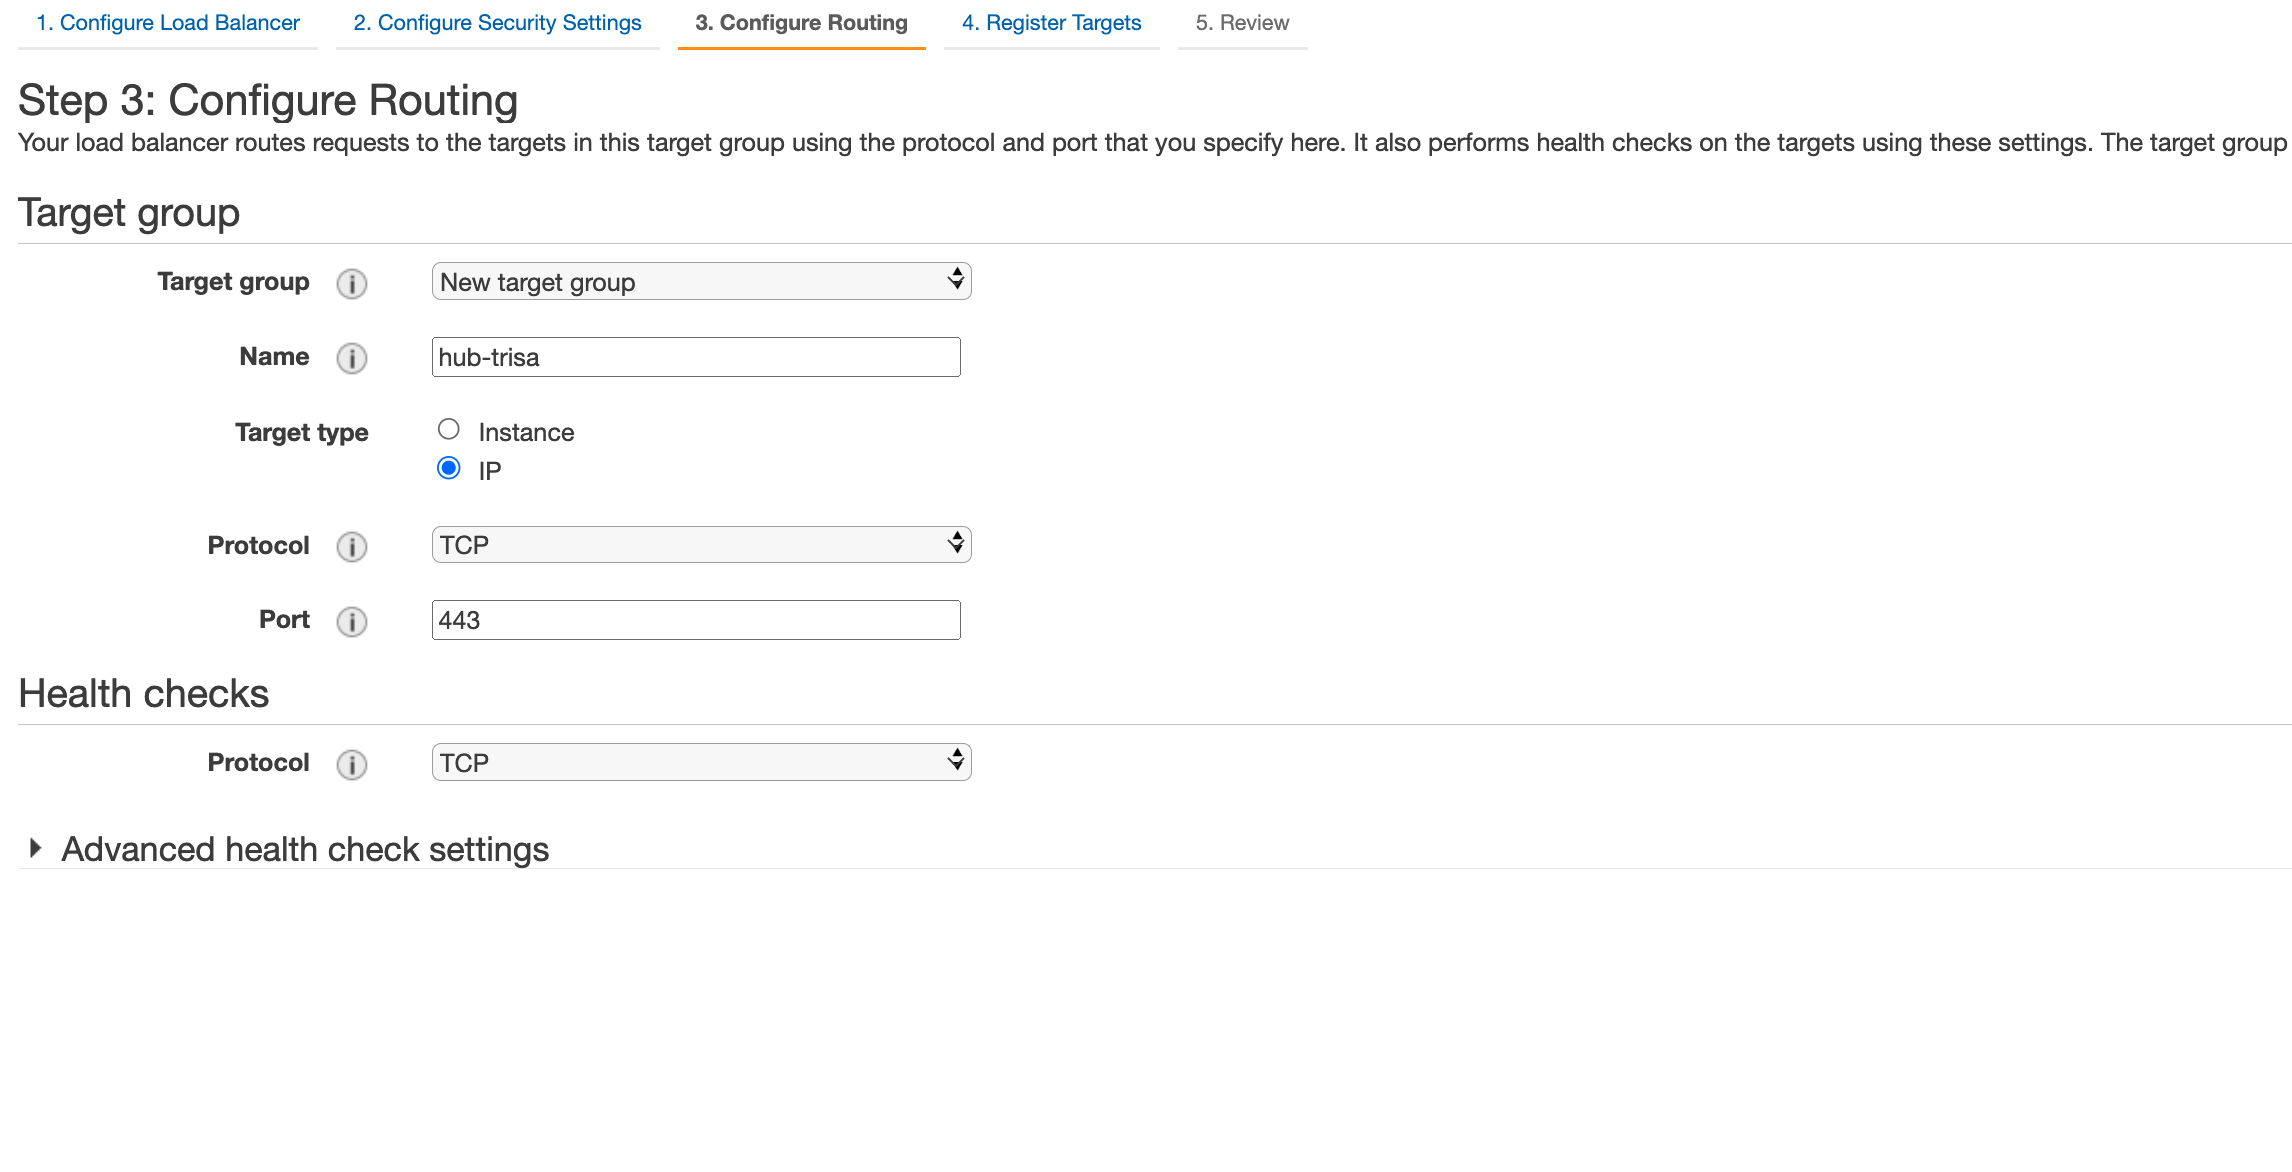 1. Configure Load Balancer 2. Configure Security Settings 3. Configure Routing 4. Register Targets 5. Review
Step 3: Configure Routing
Your load balancer routes requests to the targets in this target group using the protocol and port that you specify here. It also performs health checks on the targets using these settings. The target group
Target group
Target group i New target group
Name i hub-trisa
Target type Instance
IP
Protocol i TCP
Port i 443
Health checks
Protocol i TCP
Advanced health check settings